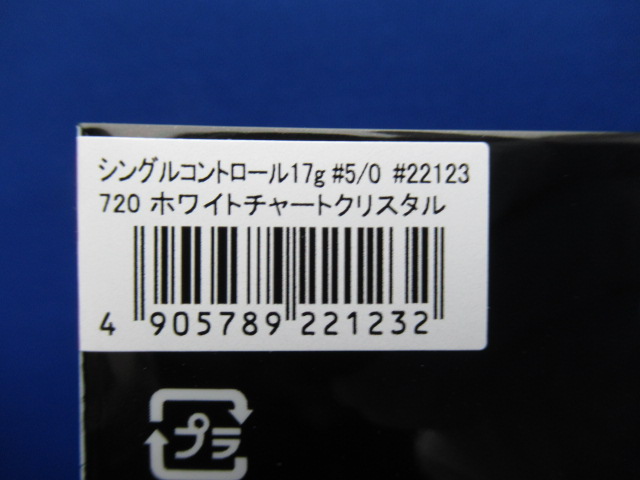 シングルコントロール17g #5/0 #22123
720 ホワイトチャートクリスタル
4 905789 221232
プラ